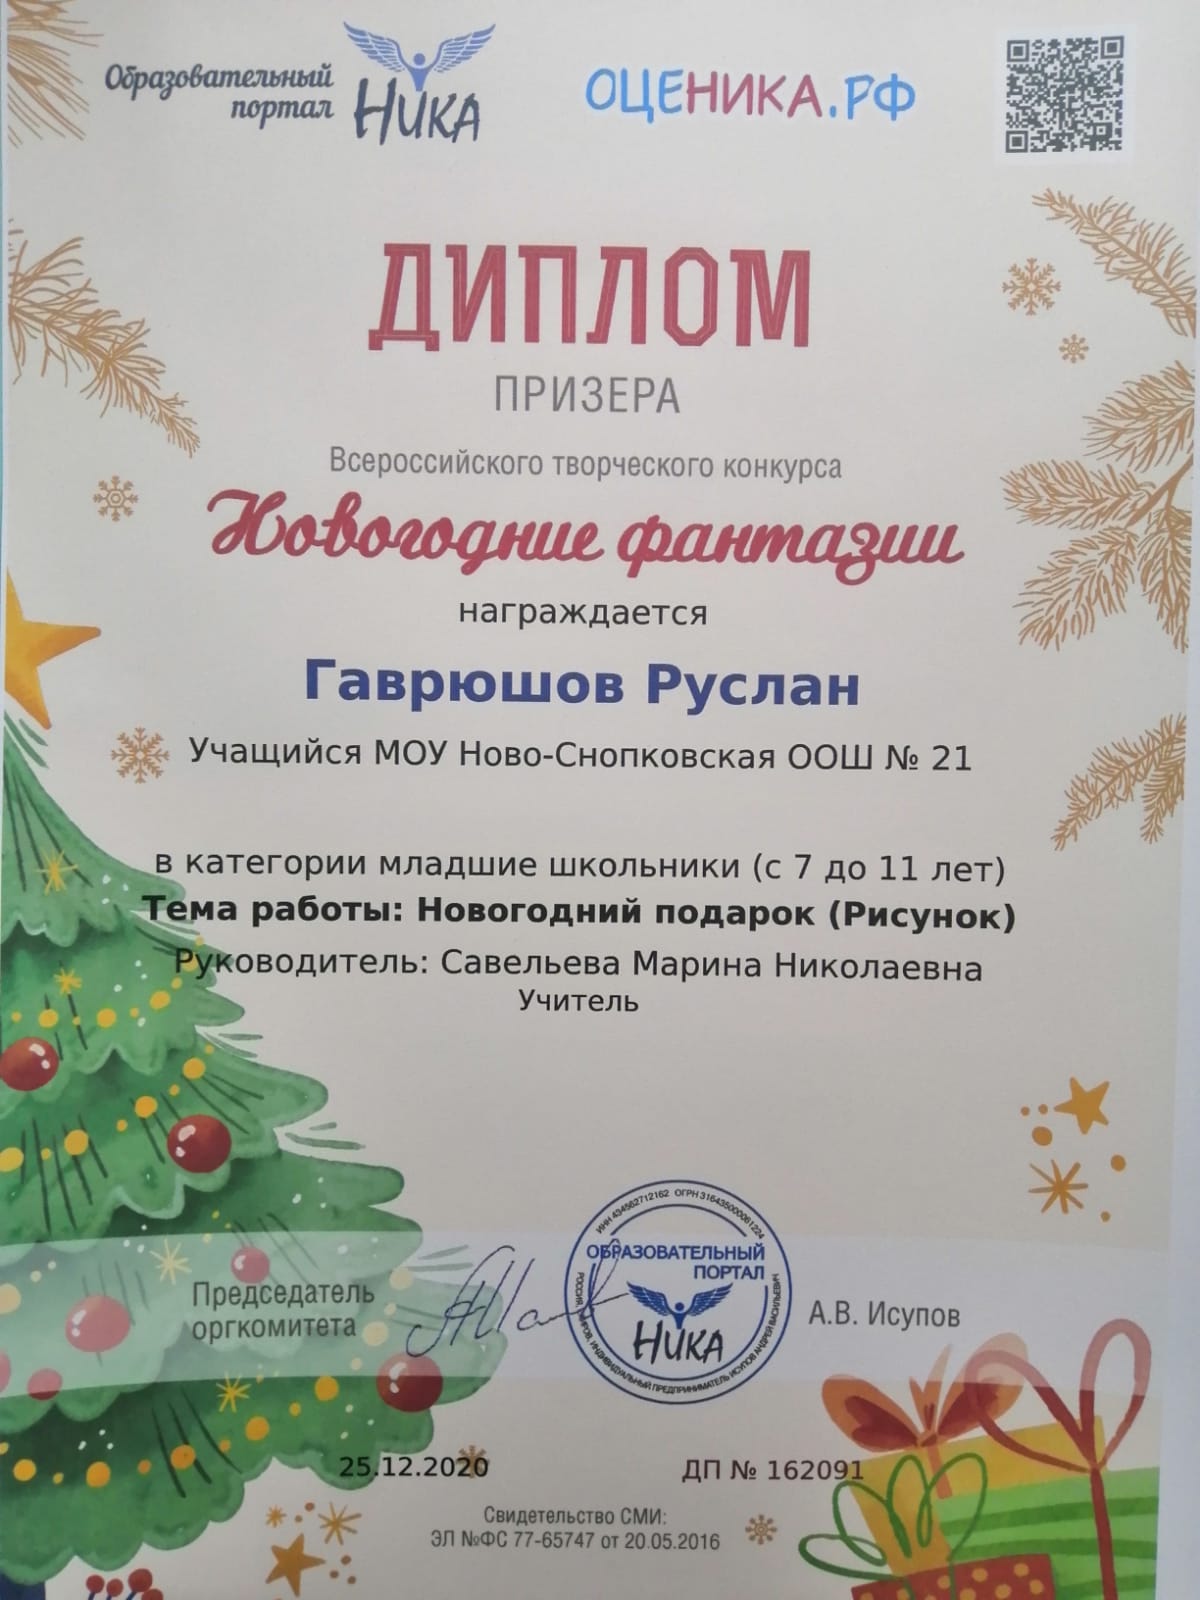 Образовательный
портал
НИКА
ОЦЕНИКА.РФ
ДИПЛОМ
ПРИЗЕРА
Всероссийского творческого конкурса
Новогодние фантазии
награждается
Гаврюшов Руслан
Учащийся МОУ Ново-Снопковская ООШ № 21
в категории младшие школьники (с 7 до 11 лет)
Тема работы: Новогодний подарок (Рисунок)
Руководитель: Савельева Марина Николаевна
Учитель
Председатель
оргкомитета
ИНН 434562712162 ОГРН 316435000061224
ОБРАЗОВАТЕЛЬНЫЙ
ПОРТАЛ
НИКА
РОССИЯ, КИРОВ, ИНДИВИДУАЛЬНЫЙ ПРЕДПРИНИМАТЕЛЬ ИСУПОВ АНДРЕЙ ВАСИЛЬЕВИЧ
А.В. Исупов
25.12.2020
ДП № 162091
Свидетельство СМИ:
ЭЛ №ФС 77-65747 от 20.05.2016